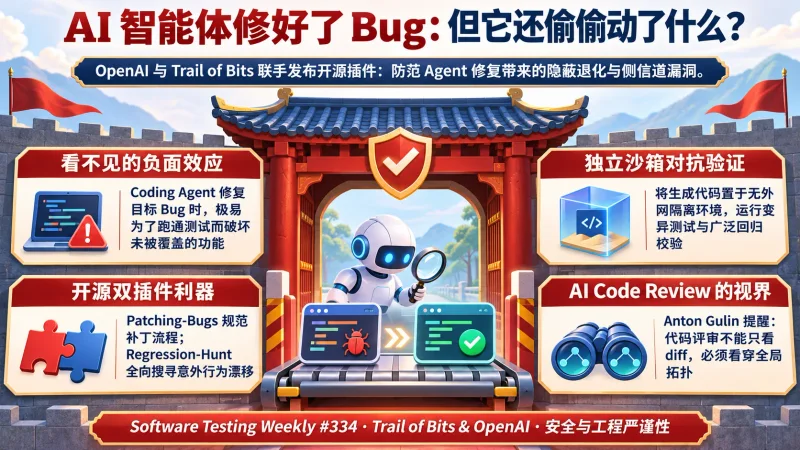 AI 智能体修好了 Bug: 但它还偷偷动了什么?
OpenAI 与 Trail of Bits 联手发布开源插件：防范 Agent 修复带来的隐蔽退化与侧信道漏洞。
看不见的负面效应
Coding Agent 修复
目标 Bug 时，极易
为了跑通测试而破坏
未被覆盖的功能
独立沙箱对抗验证
</>
将生成代码置于无外
网隔离环境，运行变
异测试与广泛回归
校验
开源双插件利器
Patching-Bugs 规范
补丁流程；
Regression-Hunt
全向搜寻意外行为漂移
AI Code Review 的视界
Anton Gulin 提醒：
代码评审不能只看
diff，必须看穿全局
拓扑
Software Testing Weekly #334 · Trail of Bits & OpenAI · 安全与工程严谨性